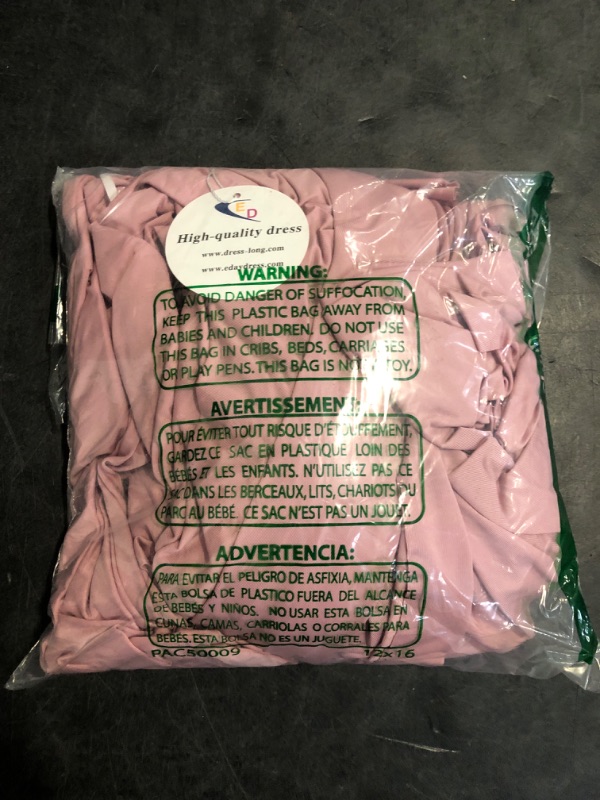 ED
High-quality dress
www.dress-long.com
www.edaydress.com
WARNING:
TO AVOID DANGER OF SUFFOCATION,
KEEP THIS PLASTIC BAG AWAY FROM
BABIES AND CHILDREN. DO NOT USE
THIS BAG IN CRIBS, BEDS, CARRIAGES
OR PLAY PENS. THIS BAG IS NOT A TOY.
AVERTISSEMENT:
POUR ÉVITER TOUT RISQUE D'ÉTOUFFEMENT,
GARDEZ CE SAC EN PLASTIQUE LOIN DES
BÉBÉS ET LES ENFANTS. N'UTILISEZ PAS CE
SAC DANS LES BERCEAUX, LITS, CHARIOTS OU
PARC AU BÉBÉ. CE SAC N'EST PAS UN JOUET.
ADVERTENCIA:
PARA EVITAR EL PELIGRO DE ASFIXIA, MANTENGA
ESTA BOLSA DE PLASTICO FUERA DEL ALCANCE
DE BEBÉS Y NIÑOS. NO USAR ESTA BOLSA EN
CUNAS, CAMAS, CARRIOLAS O CORRALES PARA
BEBÉS. ESTA BOLSA NO ES UN JUGUETE.
PAC50009 12x16